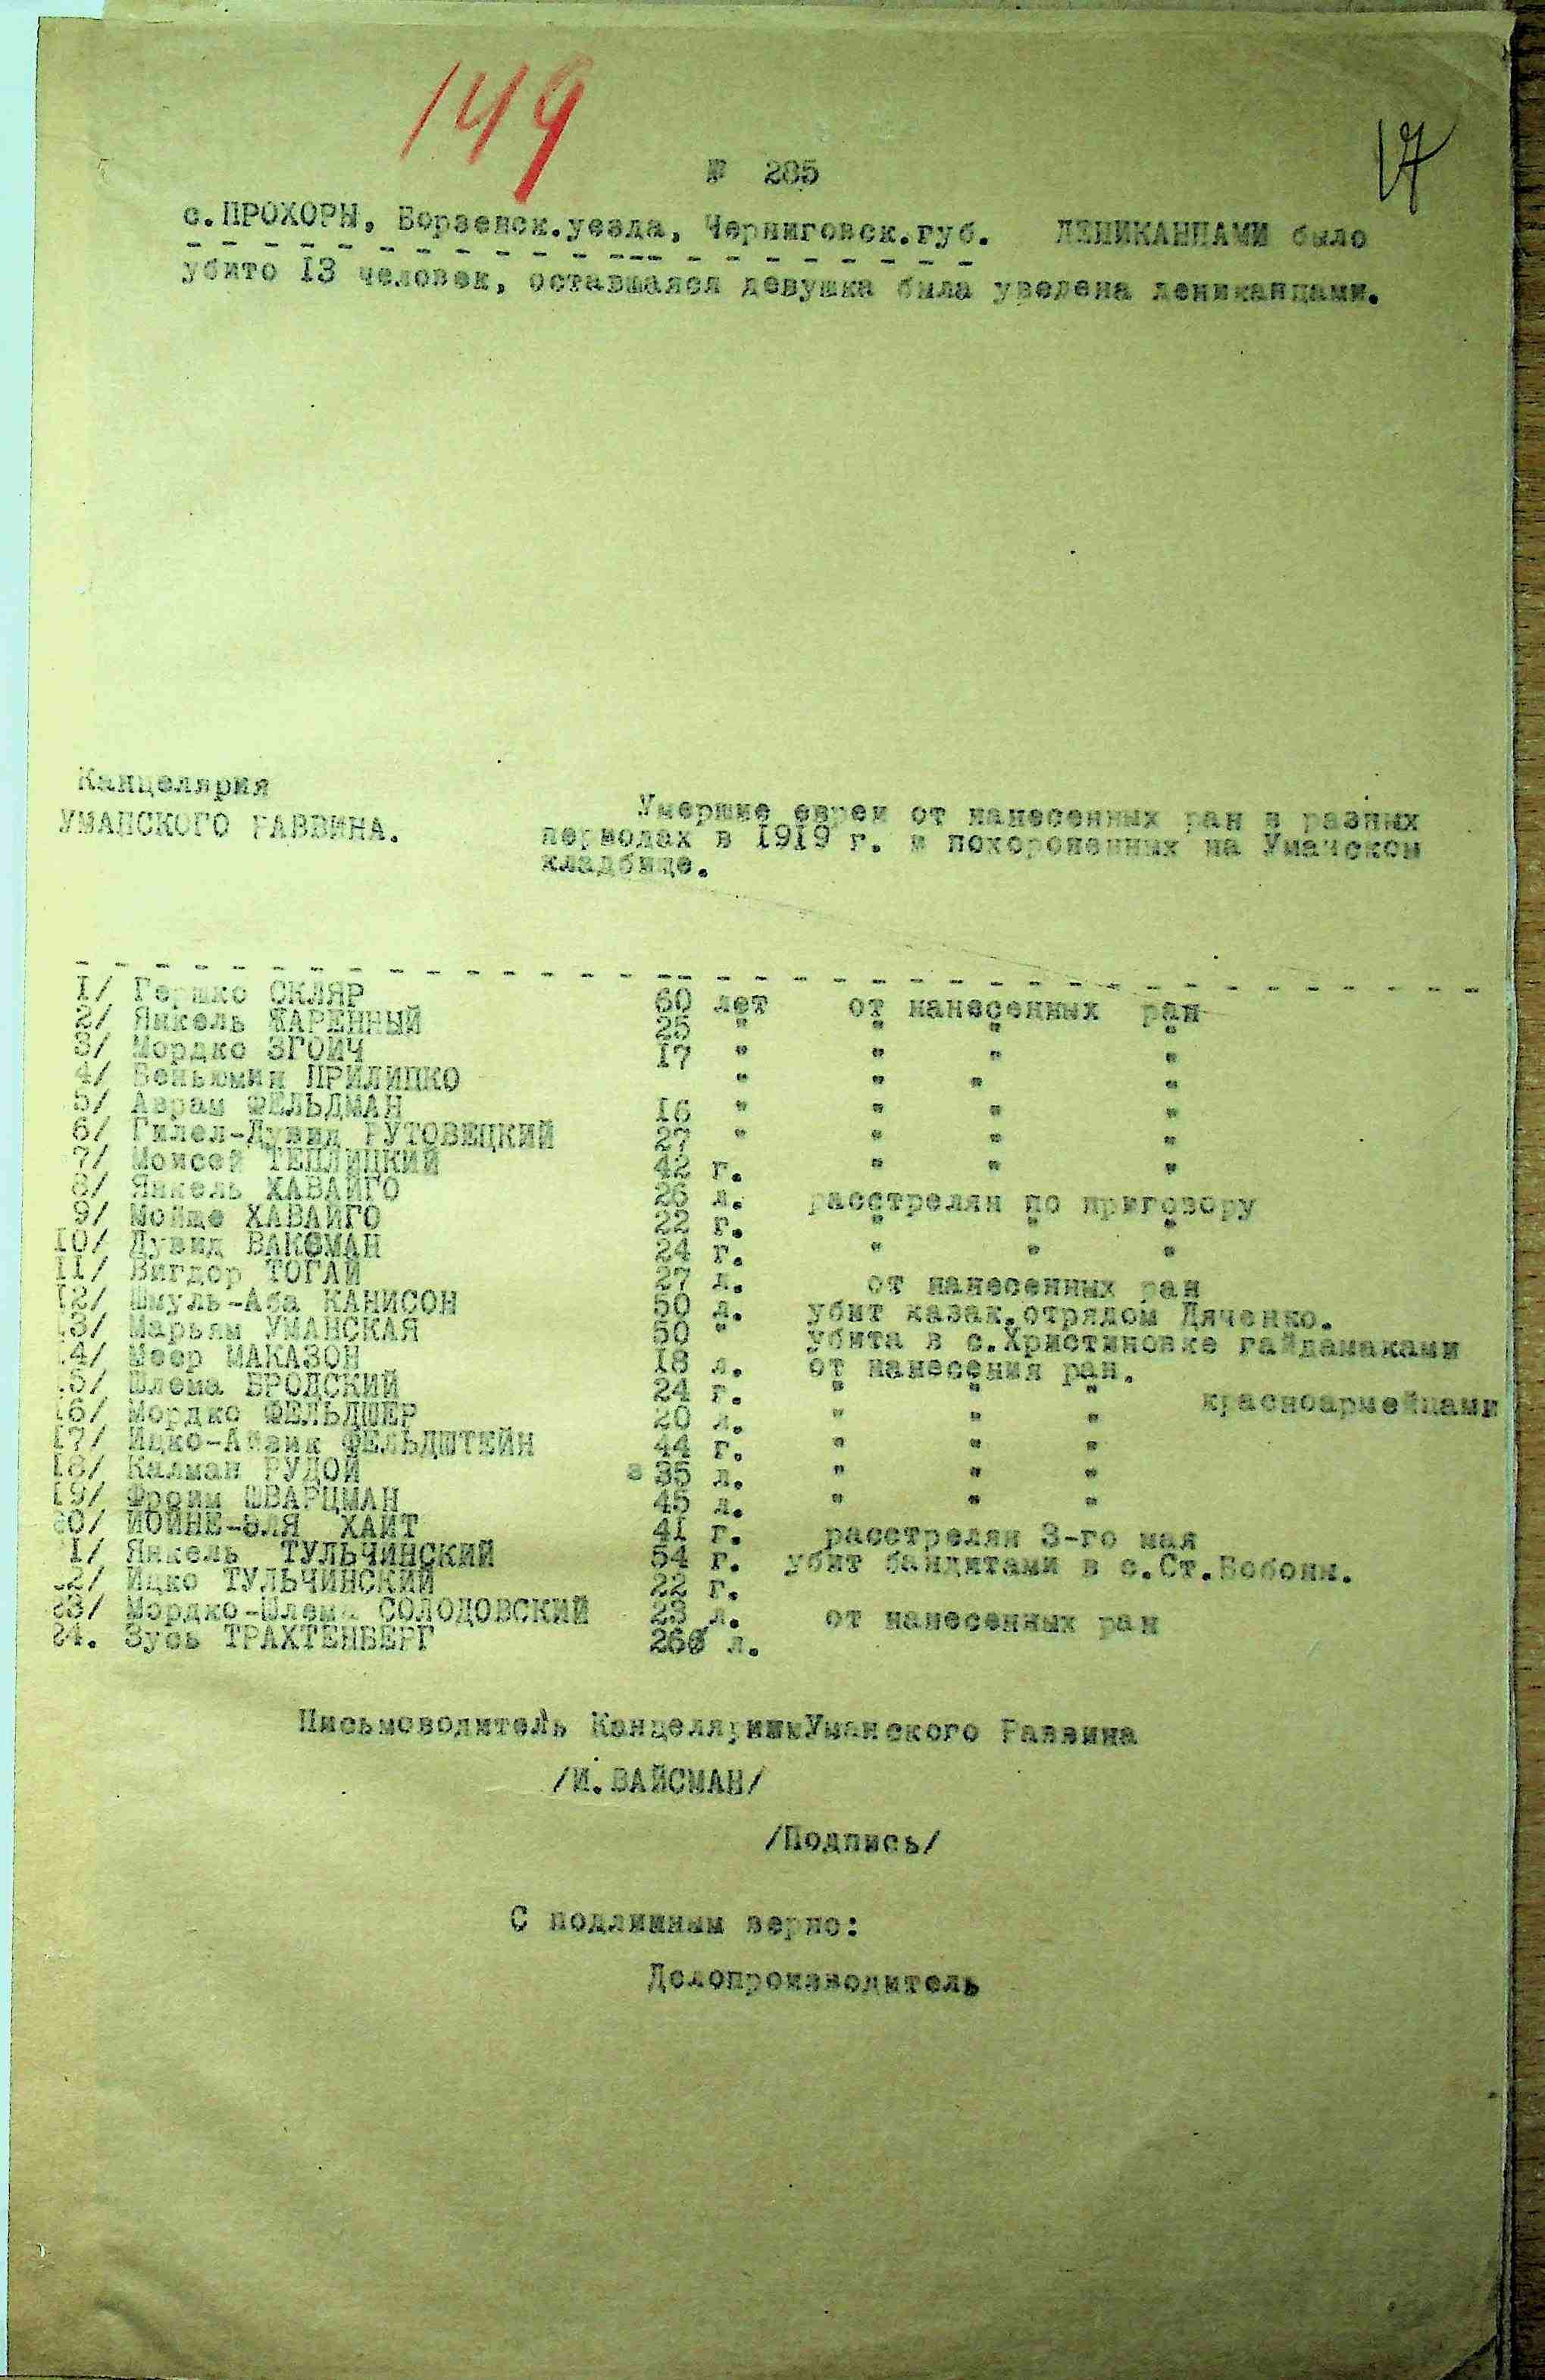 149
17
№ 285
с.ПРОХОРЫ, Борзенск.уезда, Черниговск.губ. ДЕНИКАНЦАМИ было
убито 13 человек, оставшаяся девушка была уведена деникандами.
Канцелярия
УМАНСКОГО РАВВИНА.
Умершие евреи от нанесенных ран в разных
периодах в 1919 г. и похороненных на Уманском
кладбище.
1/ Гершко СКЛЯР 60 лет от нанесенных ран
2/ Янкель ЖАРЕННЫЙ 25 " " " "
3/ Мордко ЗГОИЧ 17 " " " "
4/ Беньюмин ПРИЛИПКО " " " "
5/ Аврам ФЕЛЬДМАН 16 " " " "
6/ Гилел-Дувид РУТОВЕЦКИЙ 27 " " " "
7/ Моисей ТЕПЛИЦКИЙ 42 г. " " "
8/ Янкель ХАВАЙГО 26 л. расстрелян по приговору
9/ Мойше ХАВАЙГО 22 г. " " "
10/ Дувид ВАКСМАН 24 г. " " "
11/ Вигдор ТОГАЙ 27 л. от нанесенных ран
12/ Шмуль-Аба КАНИСОН 50 л. убит казак.отрядом Дяченко.
13/ Марьям УМАНСКАЯ 50 " убита в с.Христиновке гайдамаками
14/ Меер МАКАЗОН 18 л. от нанесения ран.
15/ Шлема БРОДСКИЙ 24 г. " " " красноармейцами
16/ Мордко ФЕЛЬДШЕР 20 л. " " "
17/ Ицко-Айзик ФЕЛЬДШТЕЙН 44 г. " " "
18/ Калман РУДОЙ 35 л. " " "
19/ Фроим ШВАРЦМАН 45 л. " " "
20/ ЙОЙНЕ-ЭЛЯ ХАИТ 41 г. расстрелян 3-го мая
21/ Янкель ТУЛЬЧИНСКИЙ 54 г. убит бандитами в с.Ст.Бобони.
22/ Ицко ТУЛЬЧИНСКИЙ 22 г.
23/ Мордко-Шлема СОЛОДОВСКИЙ 23 л. от нанесенных ран
24. Зусь ТРАХТЕНБЕРГ 26 л.
Письмоводитель Канцелярии Уманского Раввина
/И.ВАЙСМАН/
/Подпись/
С подлинным верно:
Делопроизводитель